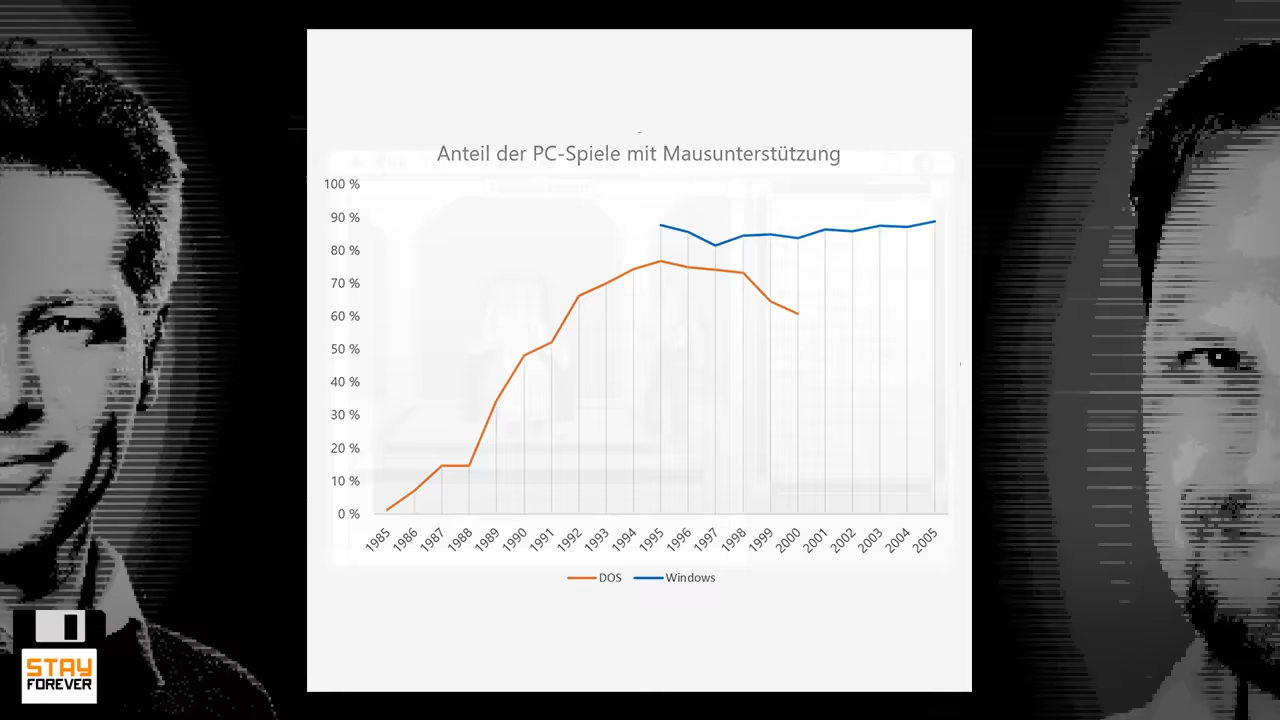 Anteil der PC-Spiele mit Mausunterstützung
100 %
90 %
80 %
70 %
60 %
50 %
40 %
30 %
20 %
10 %
0 %
1985 1986 1987 1988 1989 1990 1991 1992 1993 1994 1995 1996 1997 1998 1999 2000 2001 2002 2003 2004 2005
DOS Windows
STAY
FOREVER